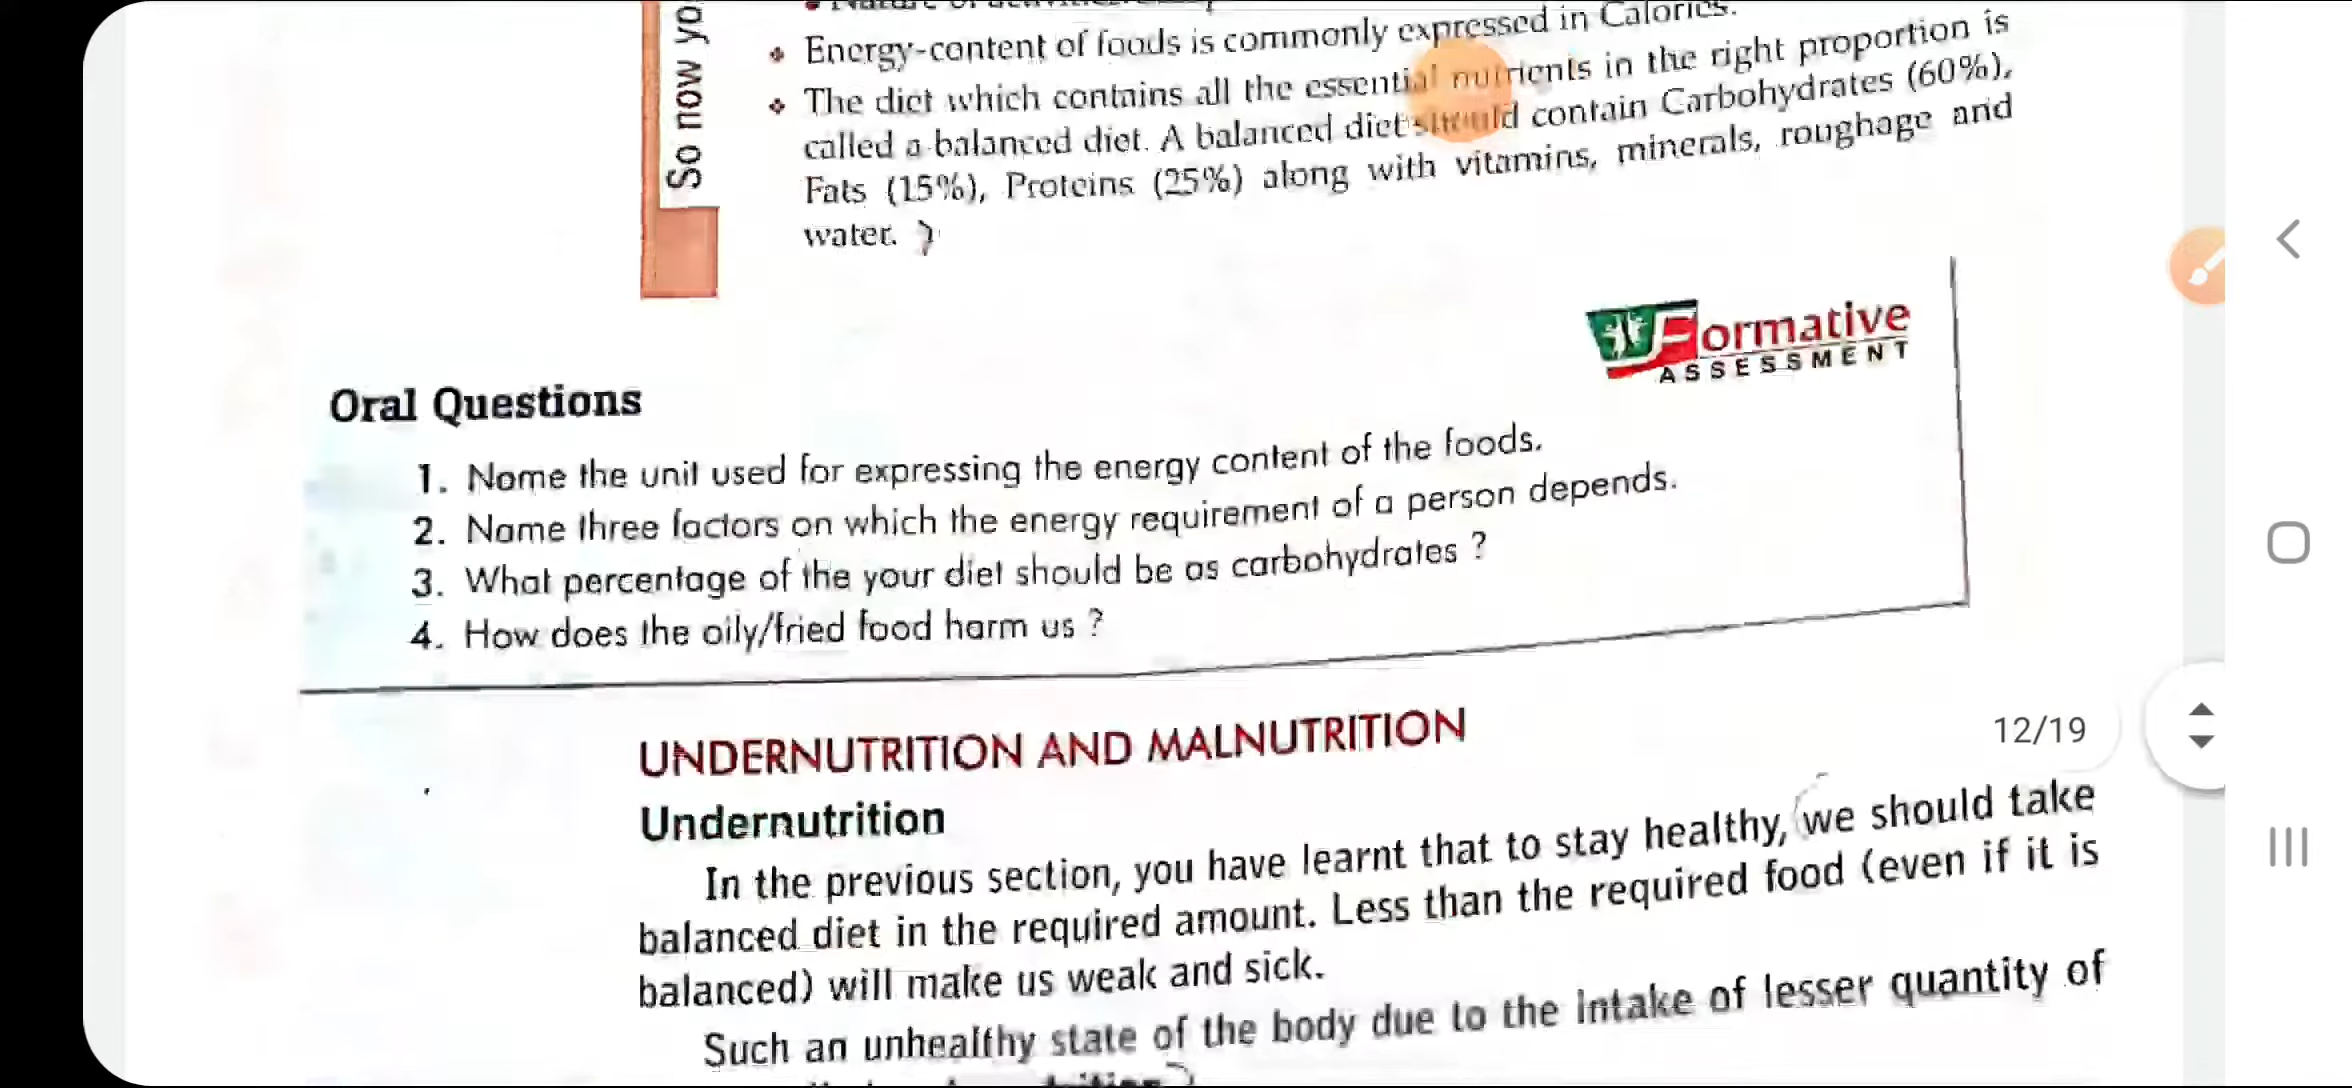 So now yo
Energy-content of foods is commonly expressed in Calories.
The diet which contains all the essential nutrients in the right proportion is
called a balanced diet. A balanced diet should contain Carbohydrates (60%),
Fats (15%), Proteins (25%) along with vitamins, minerals, roughage and
water.
Formative
ASSESSMENT
Oral Questions
1. Name the unit used for expressing the energy content of the foods.
2. Name three factors on which the energy requirement of a person depends.
3. What percentage of the your diet should be as carbohydrates ?
4. How does the oily/fried food harm us ?
UNDERNUTRITION AND MALNUTRITION
12/19
Undernutrition
In the previous section, you have learnt that to stay healthy, we should take
balanced diet in the required amount. Less than the required food (even if it is
balanced) will make us weak and sick.
Such an unhealthy state of the body due to the intake of lesser quantity of